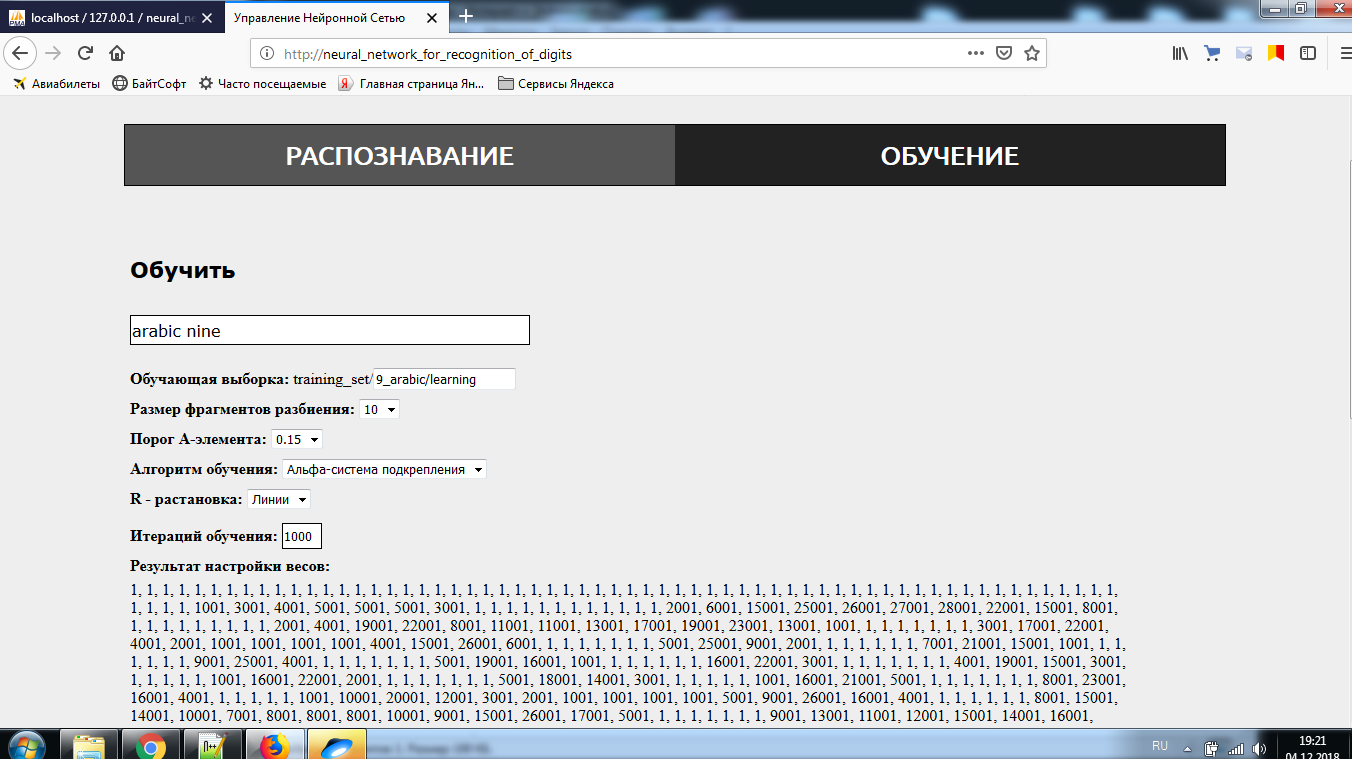 localhost / 127.0.0.1 / neural_ne
Управление Нейронной Сетью
http://neural_network_for_recognition_of_digits
Авиабилеты БайтСофт Часто посещаемые Главная страница Ян... Сервисы Яндекса
РАСПОЗНАВАНИЕ ОБУЧЕНИЕ
Обучить
arabic nine
Обучающая выборка: training_set/9_arabic/learning
Размер фрагментов разбиения: 10
Порог А-элемента: 0.15
Алгоритм обучения: Альфа-система подкрепления
R - растановка: Линии
Итераций обучения: 1000
Результат настройки весов:
1, 1, 1, 1, 1, 1, 1, 1, 1, 1, 1, 1, 1, 1, 1, 1, 1, 1, 1, 1, 1, 1, 1, 1, 1, 1, 1, 1, 1, 1, 1, 1, 1, 1, 1, 1, 1, 1, 1, 1, 1, 1, 1, 1, 1, 1, 1, 1, 1, 1, 1, 1, 1, 1, 1, 1, 1, 1, 1, 1, 1, 1,
1, 1, 1, 1, 1001, 3001, 4001, 5001, 5001, 5001, 3001, 1, 1, 1, 1, 1, 1, 1, 1, 1, 1, 1, 1, 2001, 6001, 15001, 25001, 26001, 27001, 28001, 22001, 15001, 8001,
1, 1, 1, 1, 1, 1, 1, 1, 1, 2001, 4001, 19001, 22001, 8001, 11001, 11001, 13001, 17001, 19001, 23001, 13001, 1001, 1, 1, 1, 1, 1, 1, 1, 3001, 17001, 22001,
4001, 2001, 1001, 1001, 1001, 1001, 4001, 15001, 26001, 6001, 1, 1, 1, 1, 1, 1, 1, 5001, 25001, 9001, 2001, 1, 1, 1, 1, 1, 1, 7001, 21001, 15001, 1001, 1, 1,
1, 1, 1, 1, 9001, 25001, 4001, 1, 1, 1, 1, 1, 1, 1, 5001, 19001, 16001, 1001, 1, 1, 1, 1, 1, 1, 16001, 22001, 3001, 1, 1, 1, 1, 1, 1, 1, 4001, 19001, 15001, 3001,
1, 1, 1, 1, 1, 1001, 16001, 22001, 2001, 1, 1, 1, 1, 1, 1, 1, 5001, 18001, 14001, 3001, 1, 1, 1, 1, 1, 1001, 16001, 21001, 5001, 1, 1, 1, 1, 1, 1, 1, 8001, 23001,
16001, 4001, 1, 1, 1, 1, 1, 1001, 10001, 20001, 12001, 3001, 2001, 1001, 1001, 1001, 1001, 5001, 9001, 26001, 16001, 4001, 1, 1, 1, 1, 1, 1, 8001, 15001,
14001, 10001, 7001, 8001, 8001, 8001, 10001, 9001, 15001, 26001, 17001, 5001, 1, 1, 1, 1, 1, 1, 1, 9001, 13001, 11001, 12001, 15001, 14001, 16001,
RU 19:21
04.12.2018